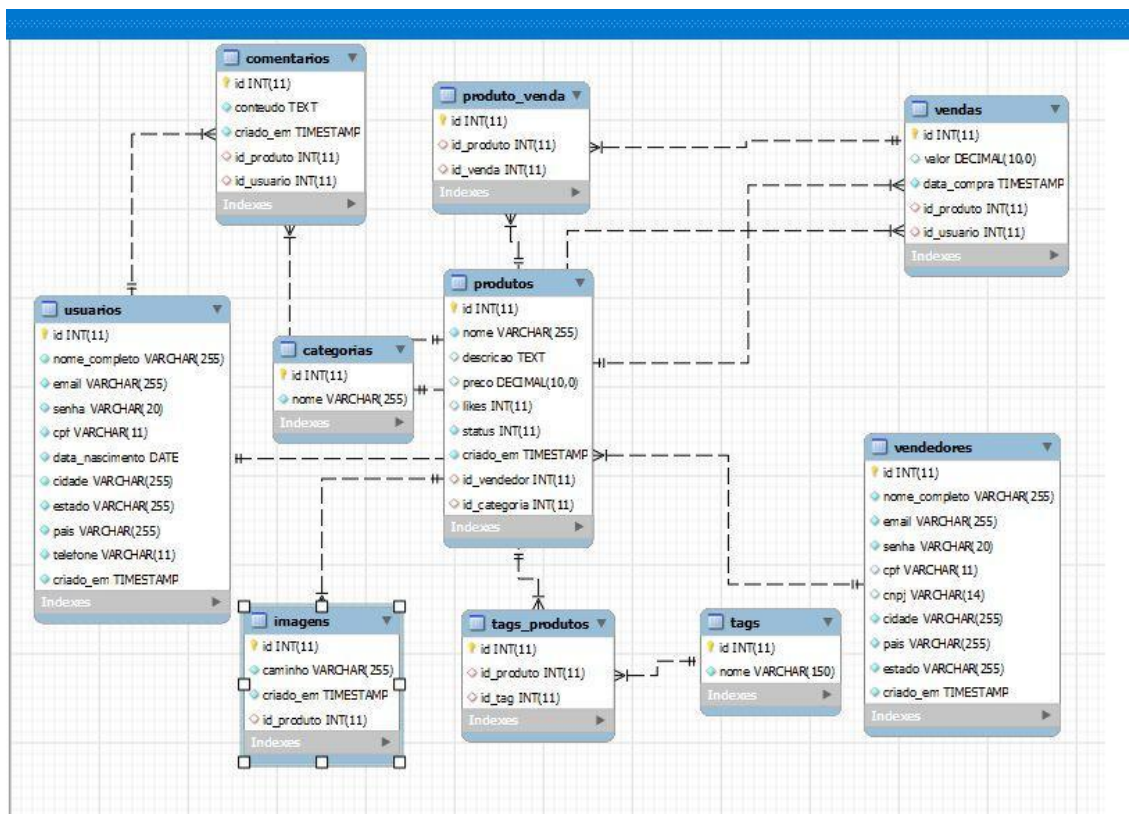 comentarios
id INT(11)
conteudo TEXT
criado_em TIMESTAMP
id_produto INT(11)
id_usuario INT(11)
Indexes
produto_venda
id INT(11)
id_produto INT(11)
id_venda INT(11)
Indexes
vendas
id INT(11)
valor DECIMAL(10,0)
data_compra TIMESTAMP
id_produto INT(11)
id_usuario INT(11)
Indexes
usuarios
id INT(11)
nome_completo VARCHAR(255)
email VARCHAR(255)
senha VARCHAR(20)
cpf VARCHAR(11)
data_nascimento DATE
cidade VARCHAR(255)
estado VARCHAR(255)
pais VARCHAR(255)
telefone VARCHAR(11)
criado_em TIMESTAMP
Indexes
categorias
id INT(11)
nome VARCHAR(255)
Indexes
produtos
id INT(11)
nome VARCHAR(255)
descricao TEXT
preco DECIMAL(10,0)
likes INT(11)
status INT(11)
criado_em TIMESTAMP
id_vendedor INT(11)
id_categoria INT(11)
Indexes
vendedores
id INT(11)
nome_completo VARCHAR(255)
email VARCHAR(255)
senha VARCHAR(20)
cpf VARCHAR(11)
cnpj VARCHAR(14)
cidade VARCHAR(255)
pais VARCHAR(255)
estado VARCHAR(255)
criado_em TIMESTAMP
Indexes
imagens
id INT(11)
caminho VARCHAR(255)
criado_em TIMESTAMP
id_produto INT(11)
Indexes
tags_produtos
id INT(11)
id_produto INT(11)
id_tag INT(11)
Indexes
tags
id INT(11)
nome VARCHAR(150)
Indexes